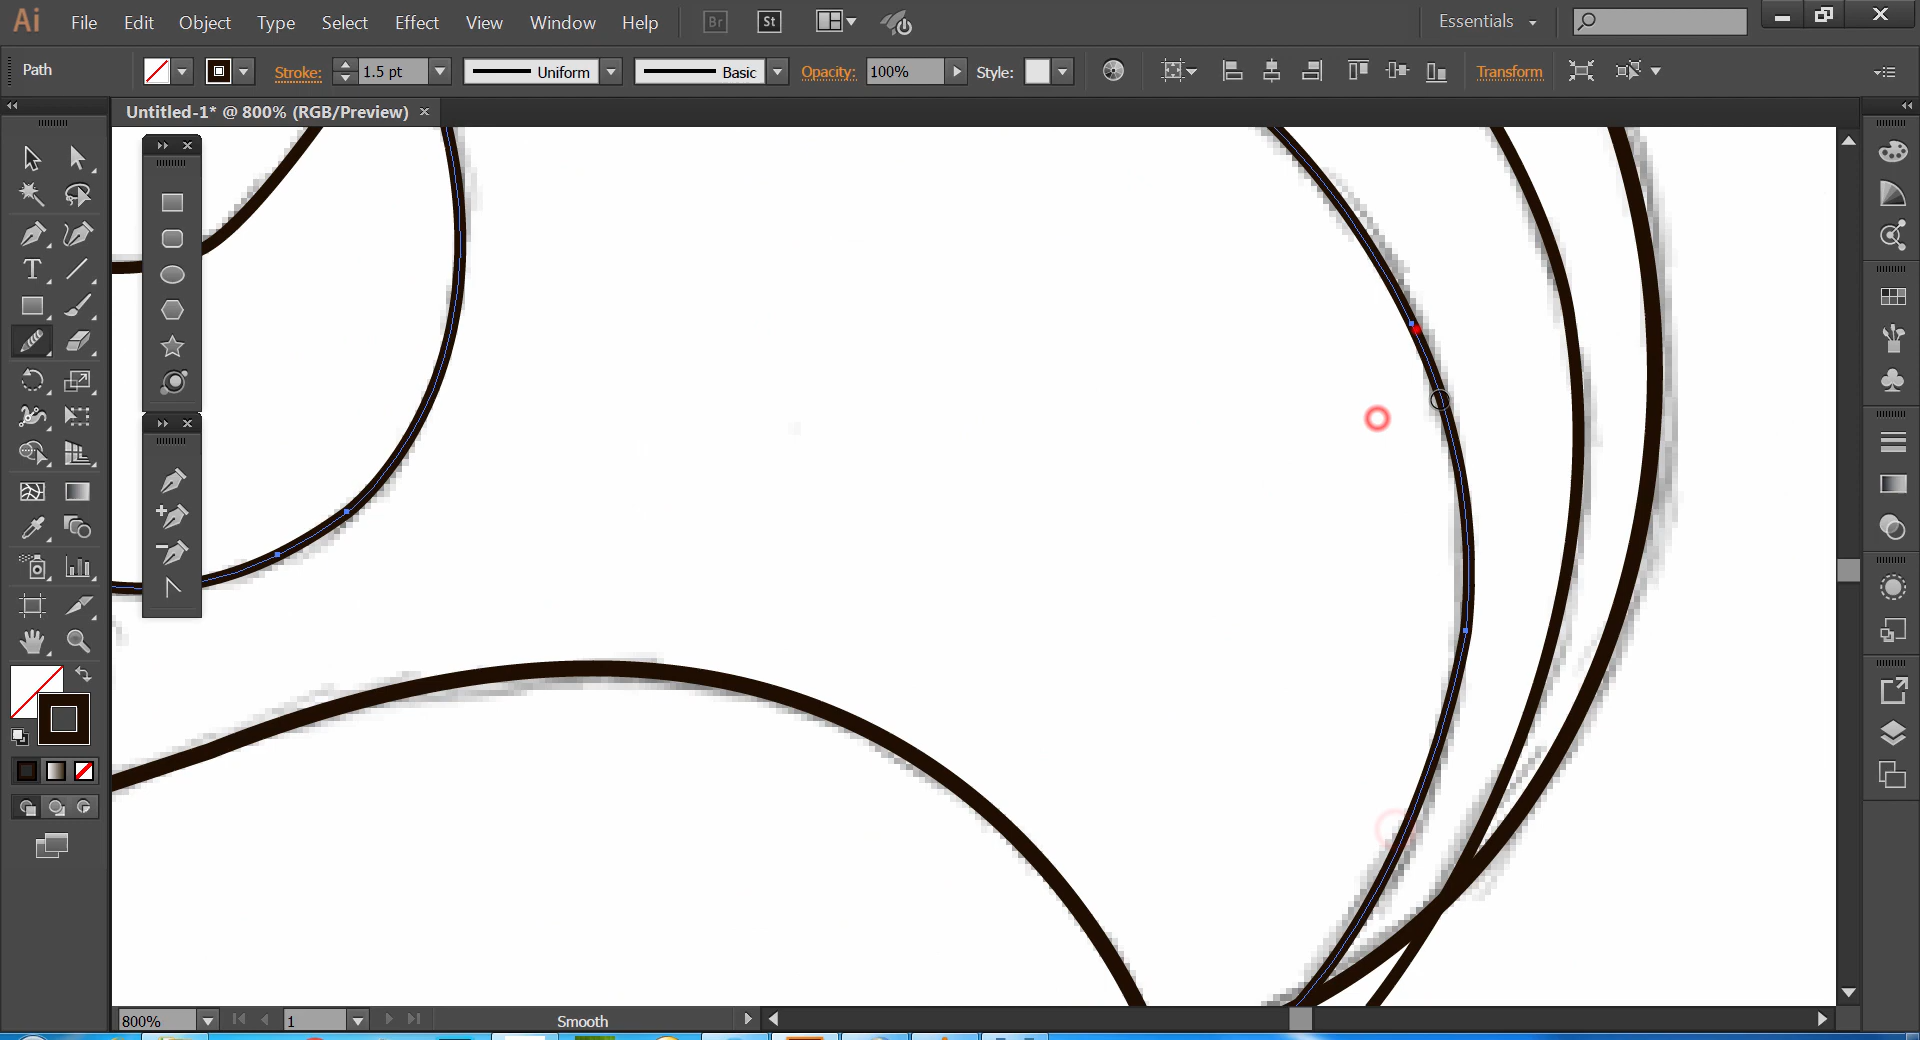 Ai File Edit Object Type Select Effect View Window Help Br St Essentials
Path Stroke: 1.5 pt Uniform Basic Opacity: 100% Style: Transform
Untitled-1* @ 800% (RGB/Preview)
T
800% 1 Smooth